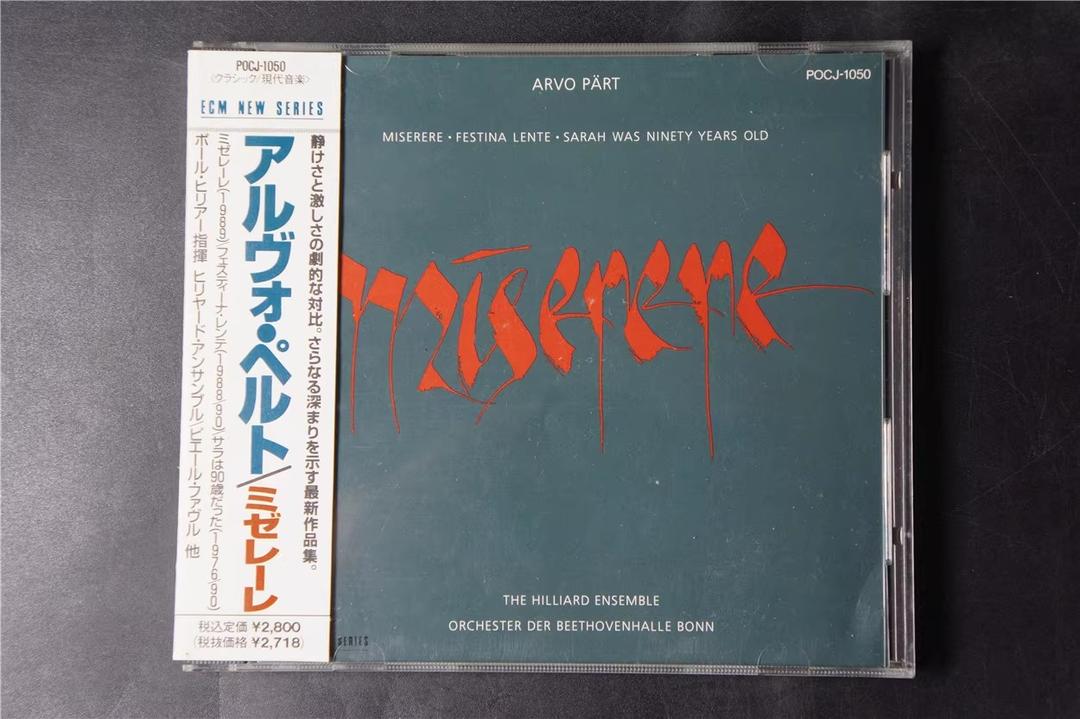 POCJ-1050
〈クラシック/現代音楽〉
ECM NEW SERIES
静けさと激しさの劇的な対比。さらなる深まりを示す最新作品集。
アルヴォ・ペルト/ミゼレーレ
ミゼレーレ(1989)/フェスティーナ・レンテ(1988/90)/サラは90歳だった(1976/90)
ポール・ヒリアー指揮 ヒリヤード・アンサンブル/ピエール・ファヴル 他
税込定価 ¥2,800
(税抜価格 ¥2,718)
POCJ-1050
ARVO PÄRT
MISERERE • FESTINA LENTE • SARAH WAS NINETY YEARS OLD
miserere
THE HILLIARD ENSEMBLE
ORCHESTER DER BEETHOVENHALLE BONN
SERIES